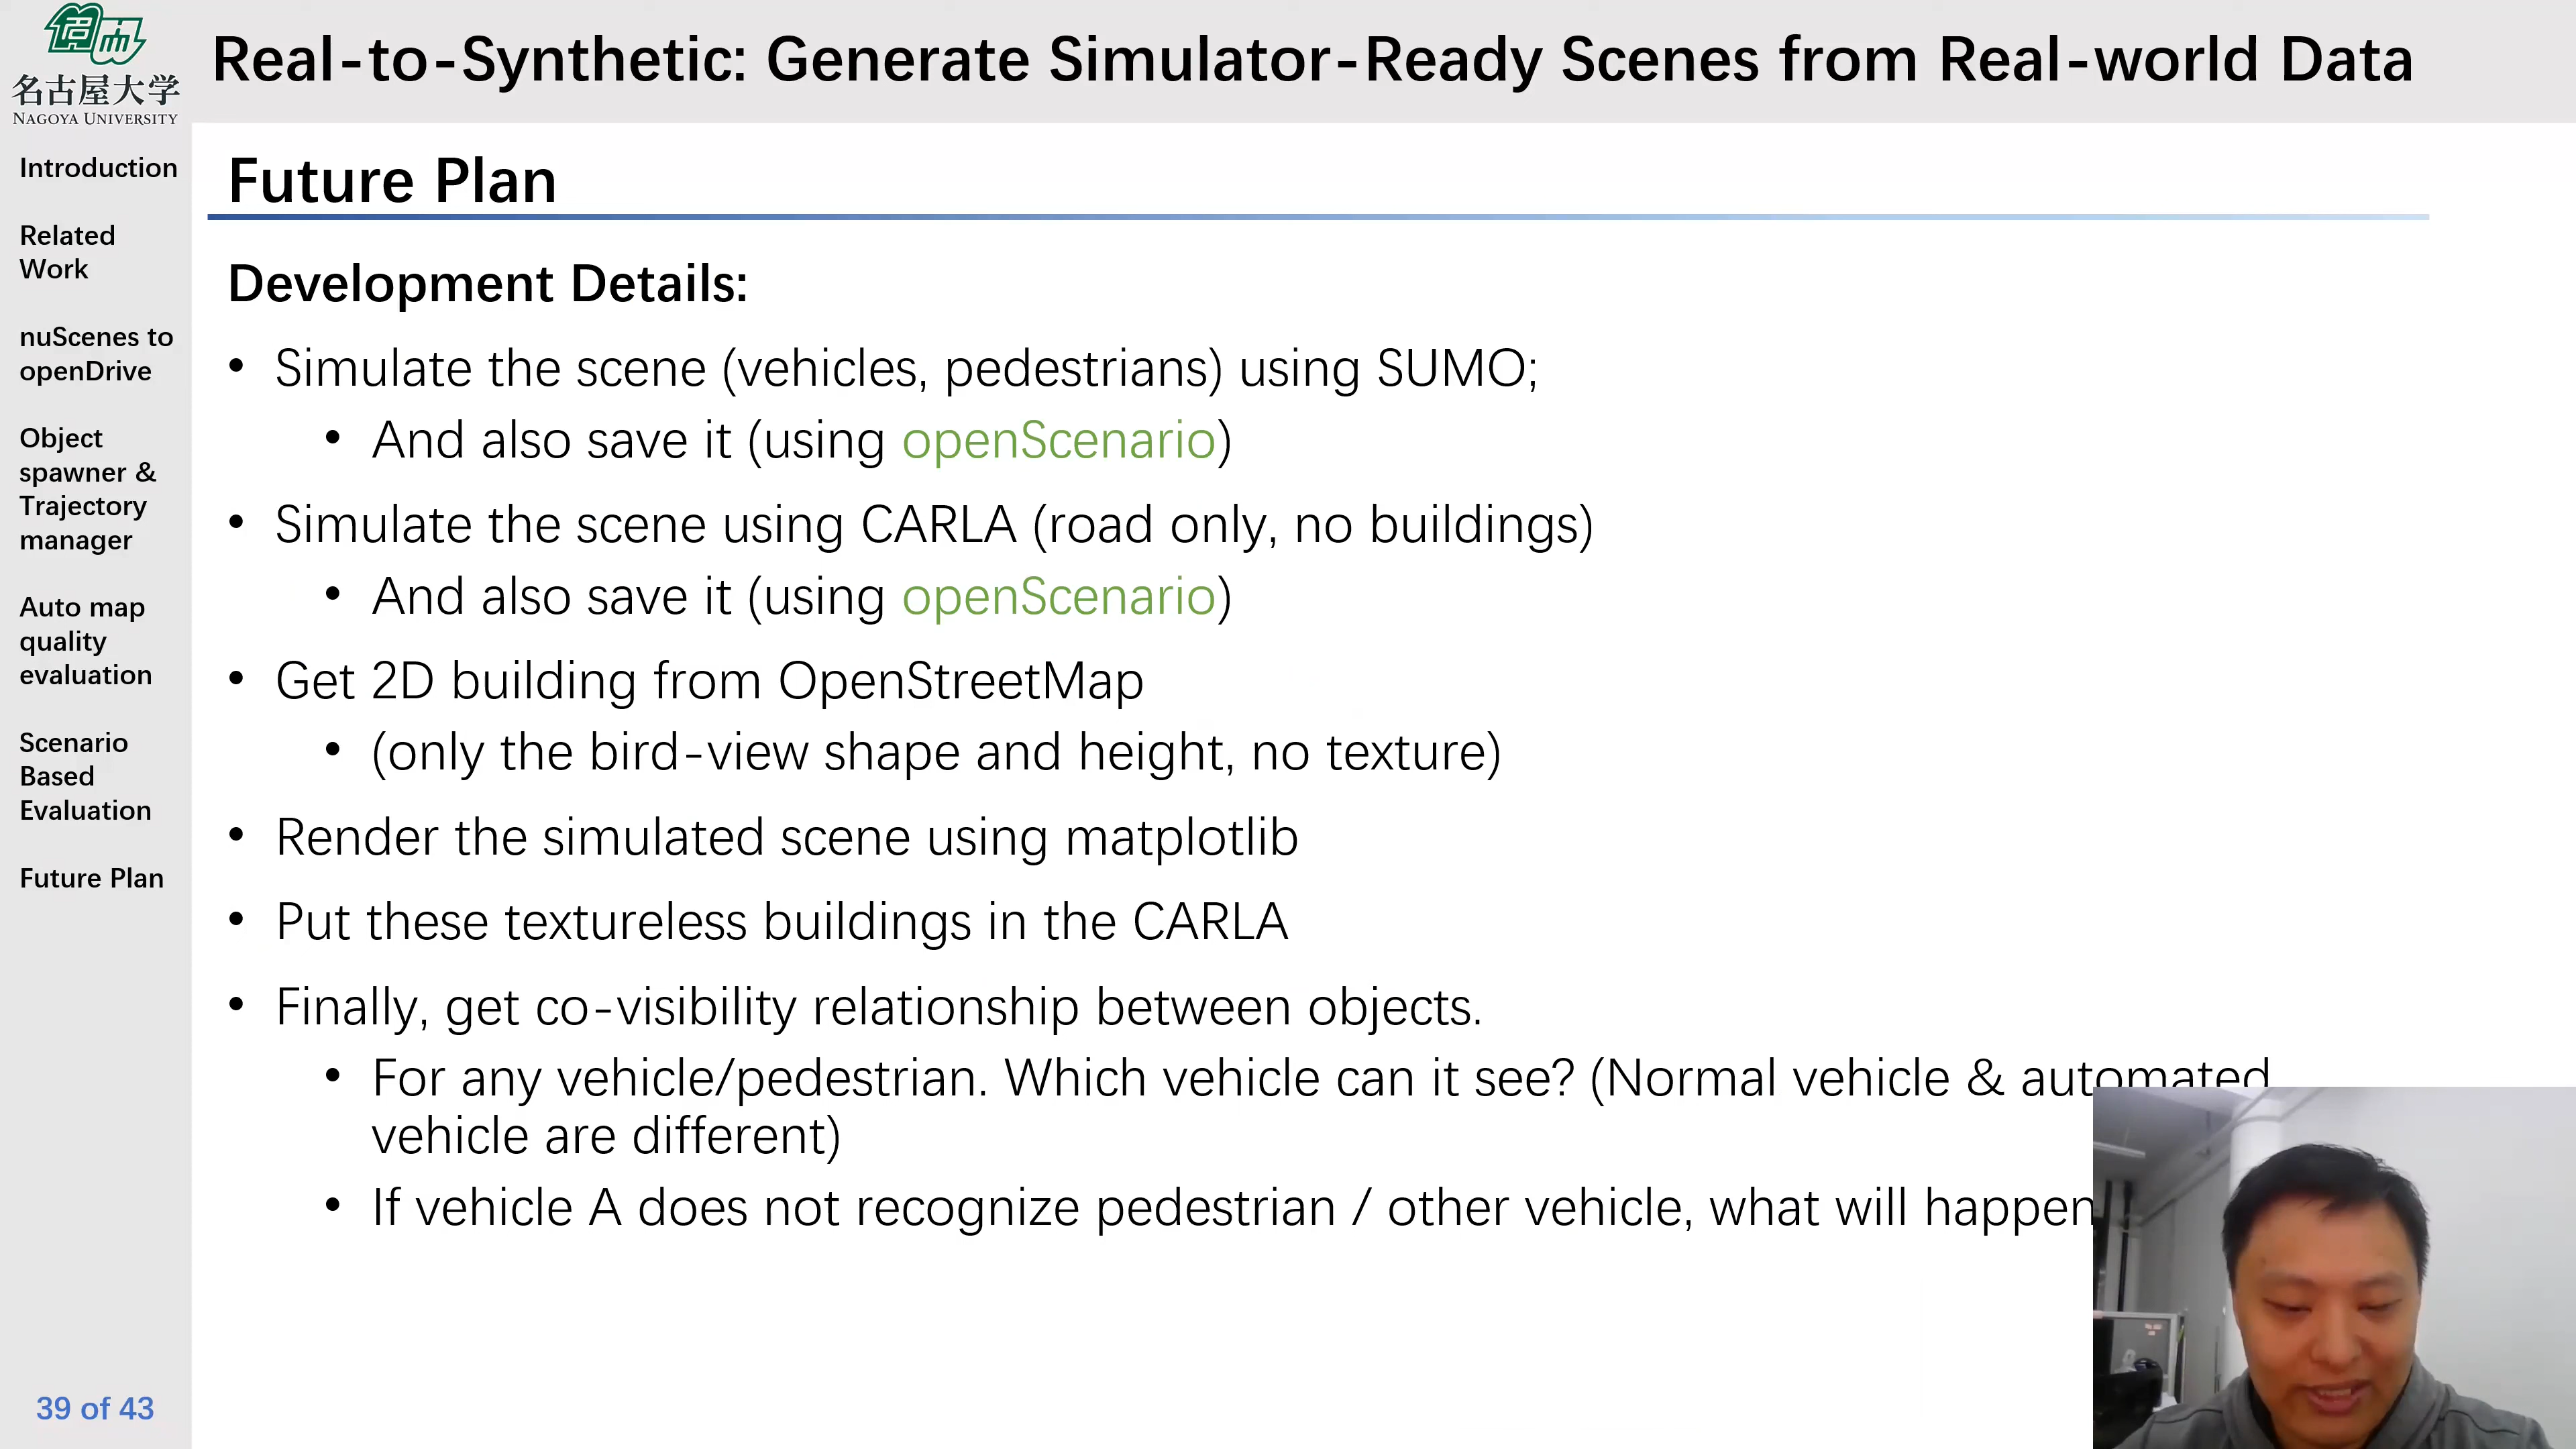 名古屋大学
NAGOYA UNIVERSITY
Real-to-Synthetic: Generate Simulator-Ready Scenes from Real-world Data
Introduction
Related
Work
nuScenes to
openDrive
Object
spawner &
Trajectory
manager
Auto map
quality
evaluation
Scenario
Based
Evaluation
Future Plan
39 of 43
Future Plan
Development Details:
• Simulate the scene (vehicles, pedestrians) using SUMO;
• And also save it (using openScenario)
• Simulate the scene using CARLA (road only, no buildings)
• And also save it (using openScenario)
• Get 2D building from OpenStreetMap
• (only the bird-view shape and height, no texture)
• Render the simulated scene using matplotlib
• Put these textureless buildings in the CARLA
• Finally, get co-visibility relationship between objects.
• For any vehicle/pedestrian. Which vehicle can it see? (Normal vehicle & automated
vehicle are different)
• If vehicle A does not recognize pedestrian / other vehicle, what will happen